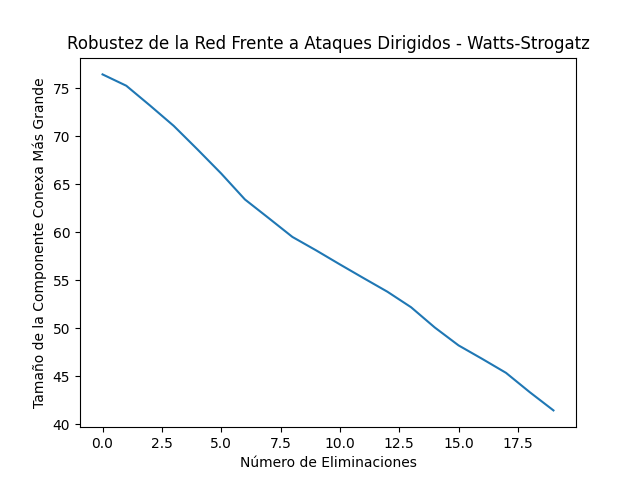 Robustez de la Red Frente a Ataques Dirigidos - Watts-Strogatz
Tamaño de la Componente Conexa Más Grande
75
70
65
60
55
50
45
40
0.0 2.5 5.0 7.5 10.0 12.5 15.0 17.5
Número de Eliminaciones